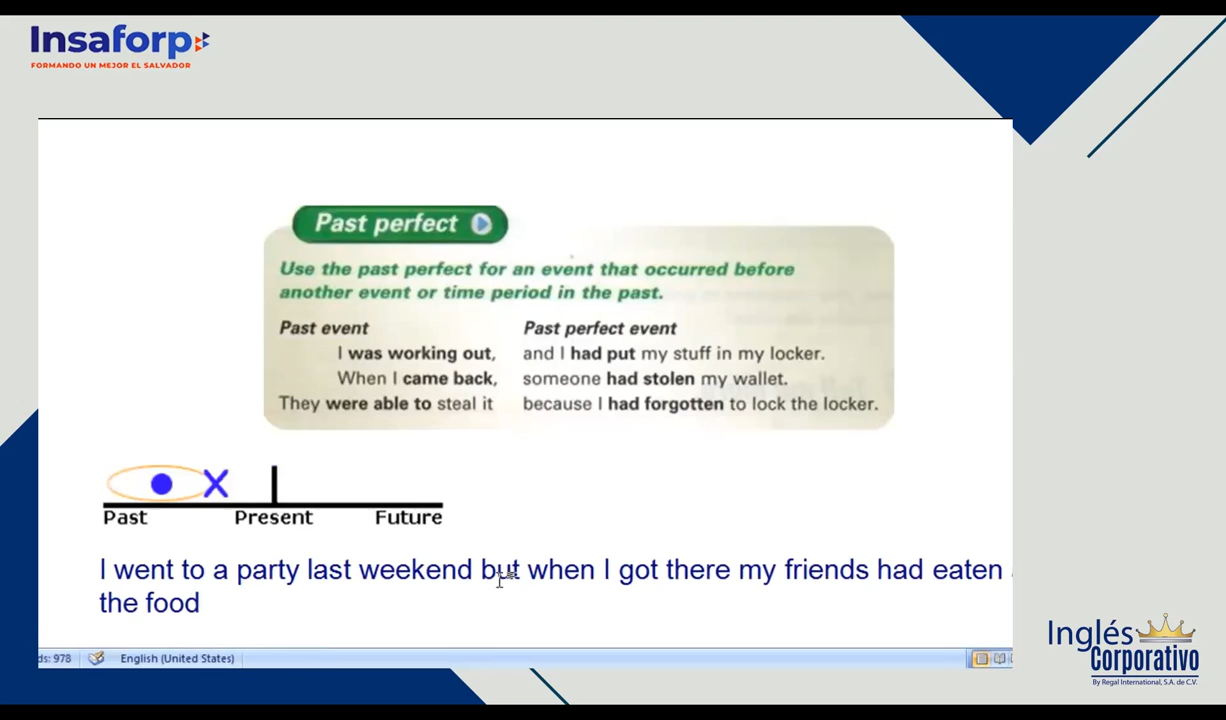 Insaforp
FORMANDO UN MEJOR EL SALVADOR
Past perfect
Use the past perfect for an event that occurred before
another event or time period in the past.
Past event Past perfect event
I was working out, and I had put my stuff in my locker.
When I came back, someone had stolen my wallet.
They were able to steal it because I had forgotten to lock the locker.
Past Present Future
I went to a party last weekend but when I got there my friends had eaten
the food
ds: 978 English (United States)
Inglés
Corporativo
By Regal International, S.A. de C.V.